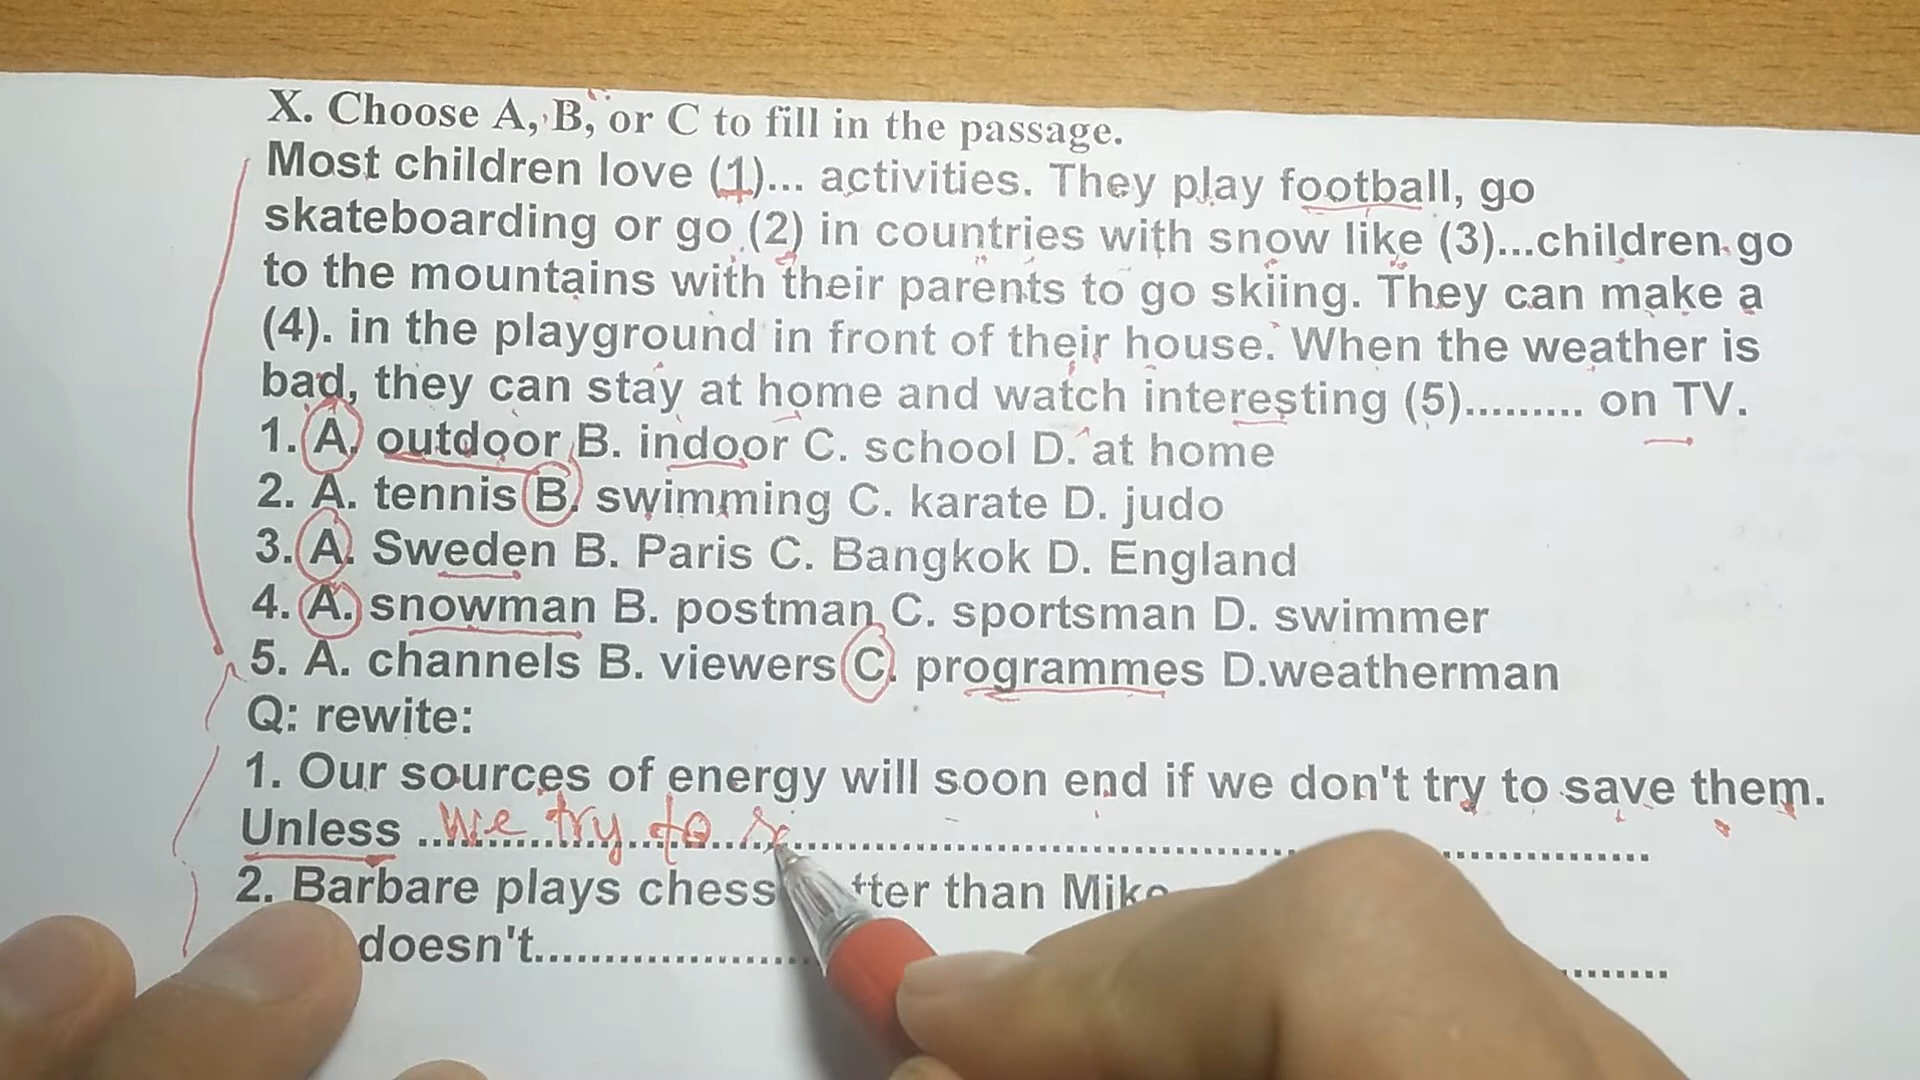 X. Choose A, B, or C to fill in the passage.
Most children love (1)... activities. They play football, go
skateboarding or go (2) in countries with snow like (3)...children go
to the mountains with their parents to go skiing. They can make a
(4). in the playground in front of their house. When the weather is
bad, they can stay at home and watch interesting (5)......... on TV.
1. A. outdoor B. indoor C. school D. at home
2. A. tennis B. swimming C. karate D. judo
3. A. Sweden B. Paris C. Bangkok D. England
4. A. snowman B. postman C. sportsman D. swimmer
5. A. channels B. viewers C. programmes D.weatherman
Q: rewite:
1. Our sources of energy will soon end if we don't try to save them.
Unless we try to
2. Barbare plays chess than
doesn't